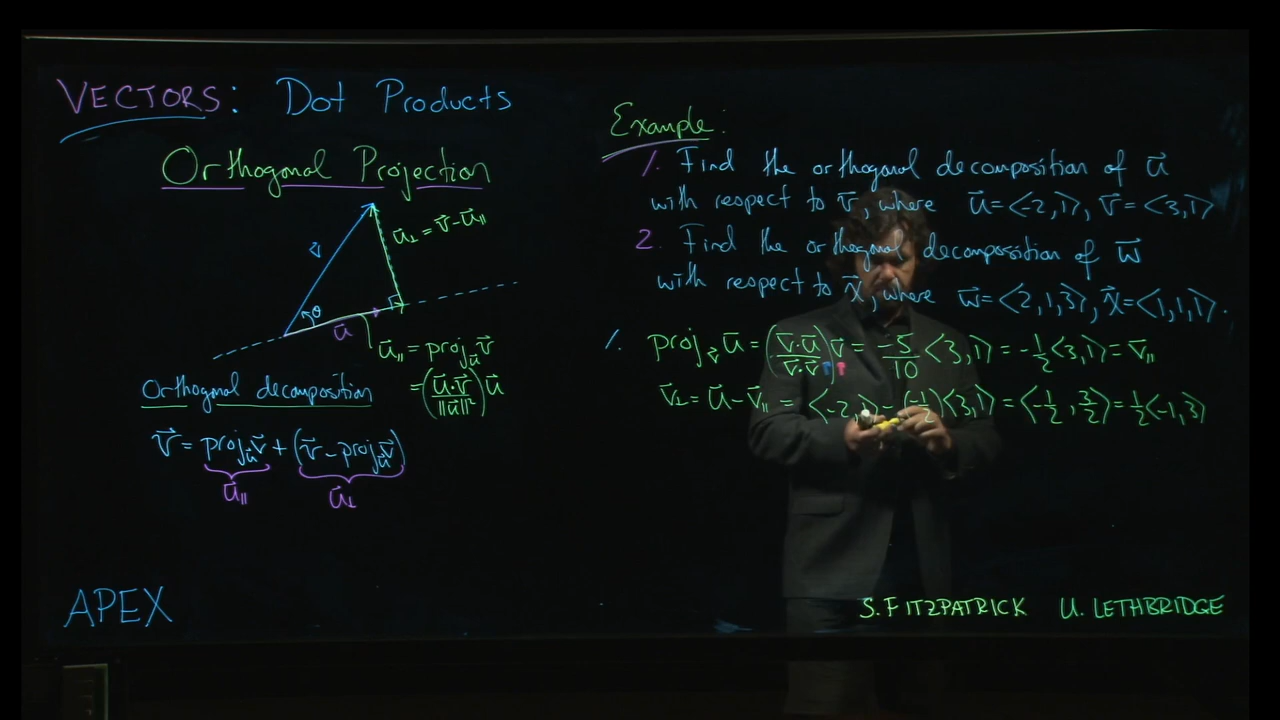 VECTORS: Dot Products
Orthogonal Projection
v⃗
u⃗⊥ = v⃗ - u⃗∥
θ
u⃗
u⃗∥ = proj_u⃗ v⃗
= (u⃗·v⃗ / ||u⃗||²) u⃗
Orthogonal decomposition
v⃗ = proj_u⃗ v⃗ + (v⃗ - proj_u⃗ v⃗)
u⃗∥ u⃗⊥
APEX
Example:
1. Find the orthogonal decomposition of u⃗
with respect to v⃗, where u⃗ = <-2,1>, v⃗ = <3,1>
2. Find the orthogonal decomposition of w⃗
with respect to x⃗, where w⃗ = <2,1,3>, x⃗ = <1,1,1>.
1. proj_v⃗ u⃗ = (v⃗·u⃗ / v⃗·v⃗) v⃗ = -5/10 <3,1> = -1/2 <3,1> = v⃗∥
v⃗⊥ = u⃗ - v⃗∥ = <-2,1> - (-1/2)<3,1> = <-1/2, 3/2> = 1/2 <-1,3>
S. FITZPATRICK U. LETHBRIDGE